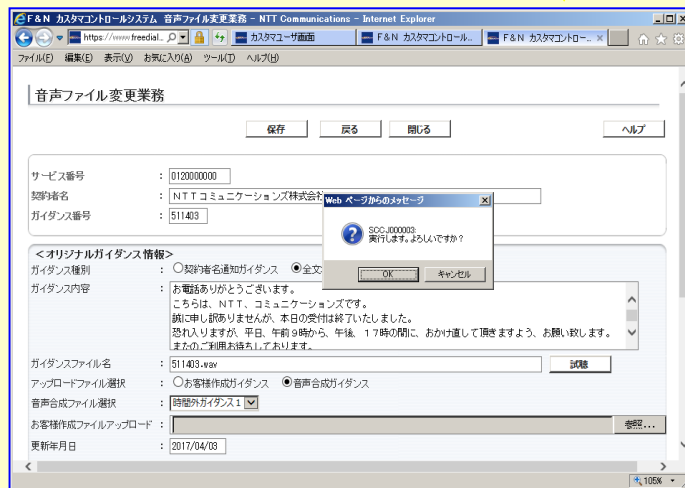 F&N カスタマコントロールシステム 音声ファイル変更業務 - NTT Communications - Internet Explorer
https://www.freedial...
カスタマユーザ画面
F&N カスタマコントロール...
F&N カスタマコントロー... ×
ファイル(F) 編集(E) 表示(V) お気に入り(A) ツール(T) ヘルプ(H)
音声ファイル変更業務
保存 戻る 閉じる ヘルプ
サービス番号 : 0120000000
契約者名 : NTTコミュニケーションズ株式会社
ガイダンス番号 : 511403
Web ページからのメッセージ
SCCJ000003:
実行します。よろしいですか?
OK キャンセル
<オリジナルガイダンス情報>
ガイダンス種別 : 契約者名通知ガイダンス 全文
ガイダンス内容 : お電話ありがとうございます。
こちらは、NTT、コミュニケーションズです。
誠に申し訳ありませんが、本日の受付は終了いたしました。
恐れ入りますが、平日、午前9時から、午後、17時の間に、おかけ直して頂きますよう、お願い致します。
またのご利用お待ちしております。
ガイダンスファイル名 : 511403.wav 試聴
アップロードファイル選択 : お客様作成ガイダンス 音声合成ガイダンス
音声合成ファイル選択 : 時間外ガイダンス1
お客様作成ファイルアップロード : 参照...
更新年月日 : 2017/04/03
105%